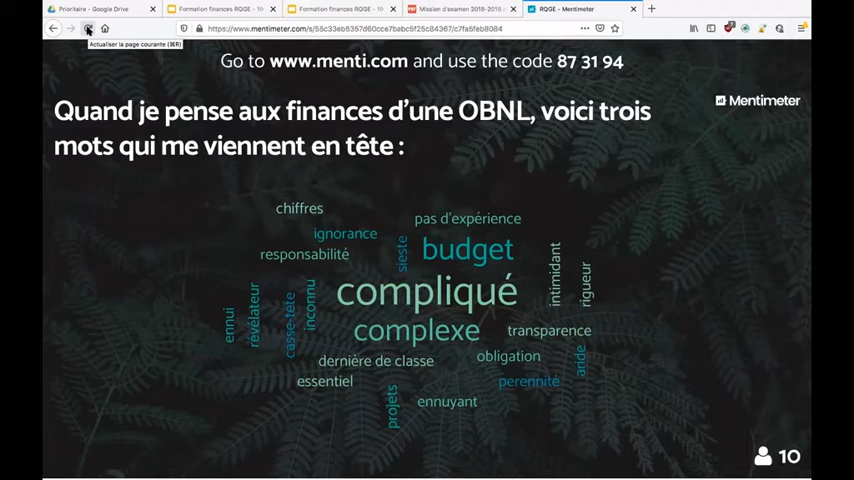 Prioritaire - Google Drive
Formation finances RQGE - 1
Formation finances RQGE - 1
Mission d'examen 2018-2019
RQGE - Mentimeter
https://www.mentimeter.com/s/55c33eb5357d60cce7babc5f25c84367/c7fa5feb8084
Actualiser la page courante (⌘R)
Go to www.menti.com and use the code 87 31 94
Mentimeter
Quand je pense aux finances d'une OBNL, voici trois
mots qui me viennent en tête :
chiffres
pas d'expérience
ignorance
sieste
budget
responsabilité
intimidant
rigueur
compliqué
ennui
révélateur
casse-tête
inconnu
complexe
transparence
dernière de classe
obligation
aride
essentiel
perennité
projets
ennuyant
10